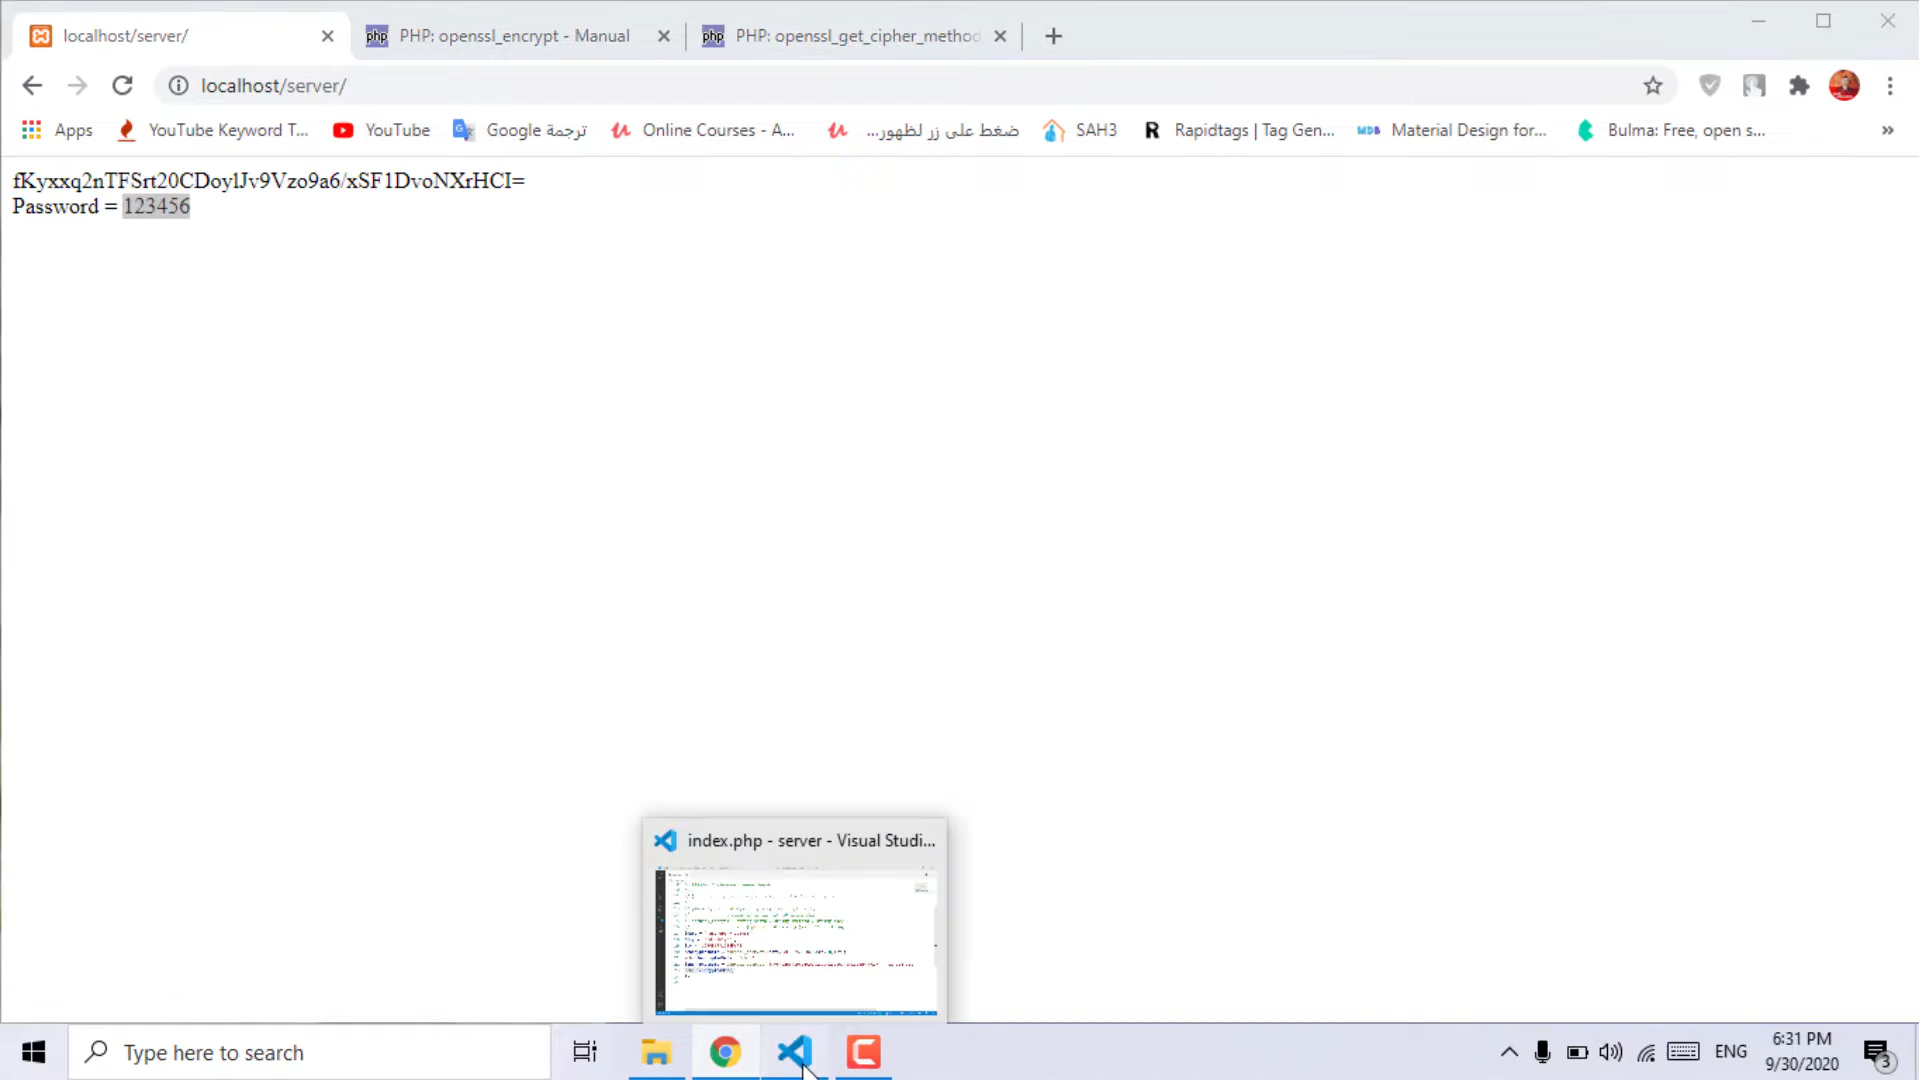 localhost/server/
PHP: openssl_encrypt - Manual
PHP: openssl_get_cipher_method
localhost/server/
Apps
YouTube Keyword T...
YouTube
ترجمة Google
Online Courses - A...
ضغط على زر لظهور...
SAH3
Rapidtags | Tag Gen...
Material Design for...
Bulma: Free, open s...
fKyxxq2nTFSrt20CDoylJv9Vzo9a6/xSF1DvoNXrHCI=
Password = 123456
index.php - server - Visual Studi...
Type here to search
ENG
6:31 PM
9/30/2020
3